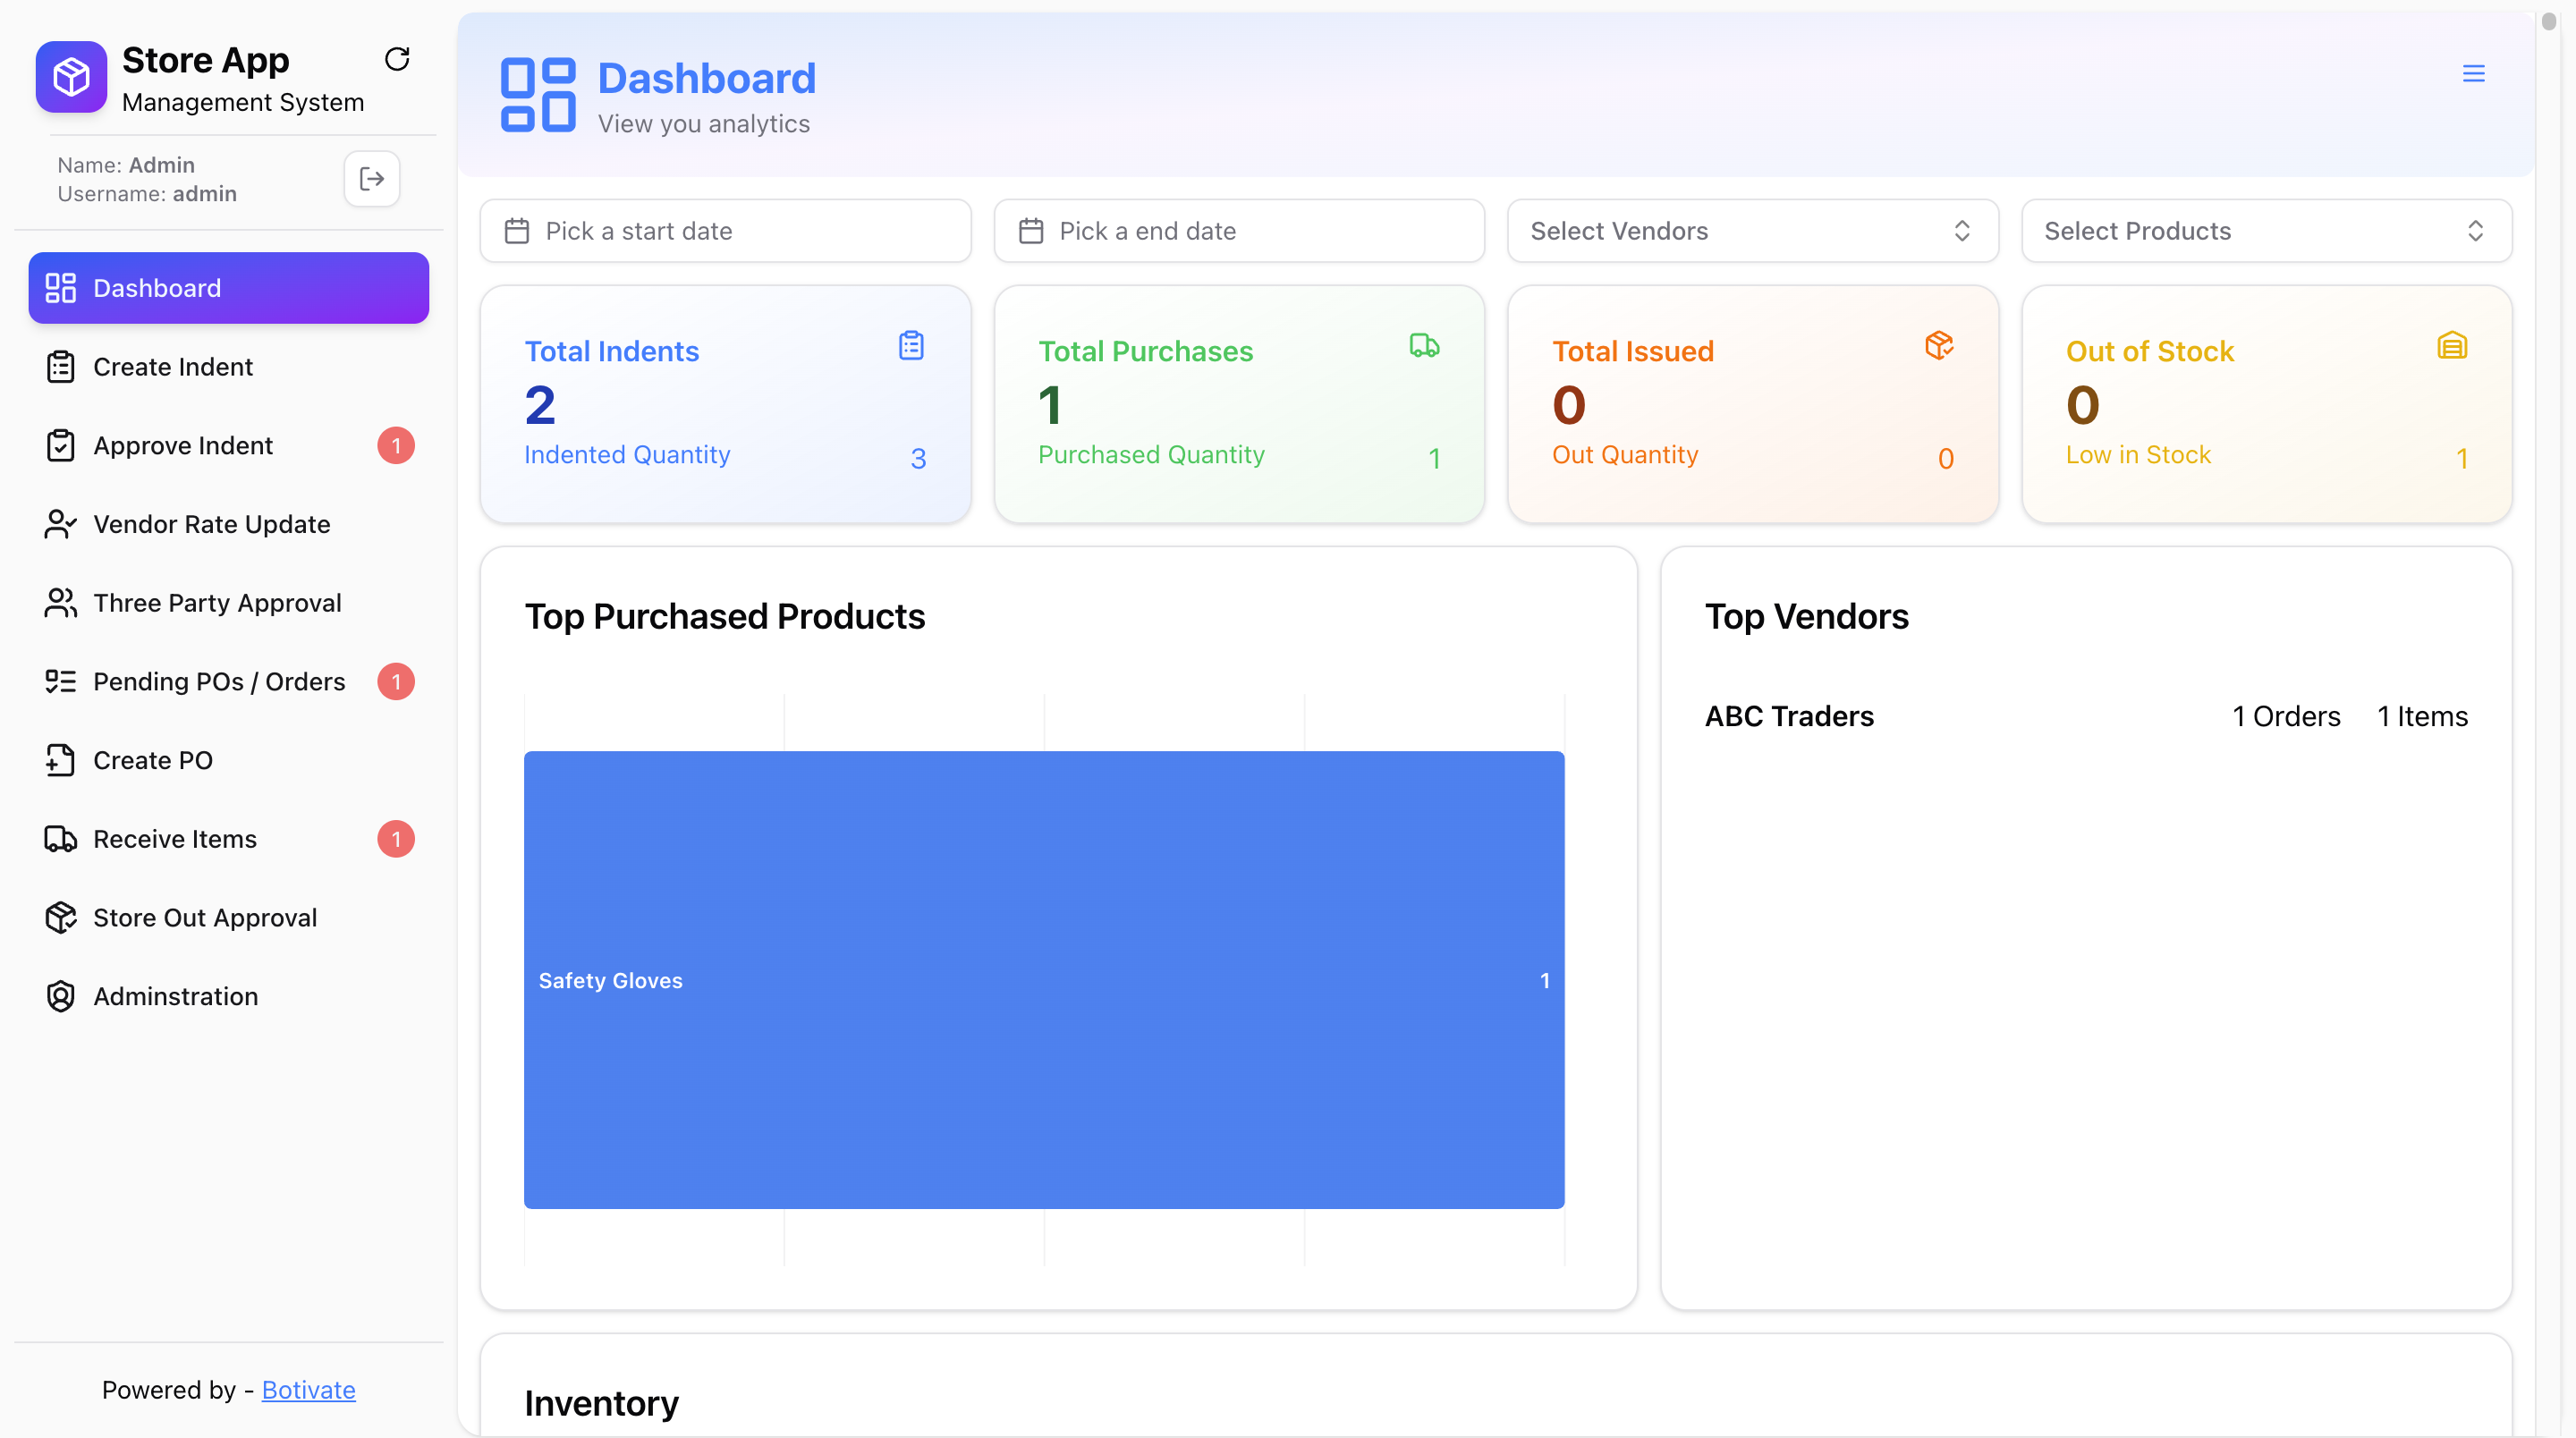 Store App
Management System
Name: Admin
Username: admin
Dashboard
Create Indent
Approve Indent 1
Vendor Rate Update
Three Party Approval
Pending POs / Orders 1
Create PO
Receive Items 1
Store Out Approval
Adminstration
Powered by - Botivate
Dashboard
View you analytics
Pick a start date
Pick a end date
Select Vendors
Select Products
Total Indents
2
Indented Quantity 3
Total Purchases
1
Purchased Quantity 1
Total Issued
0
Out Quantity 0
Out of Stock
0
Low in Stock 1
Top Purchased Products
Safety Gloves 1
Top Vendors
ABC Traders 1 Orders 1 Items
Inventory